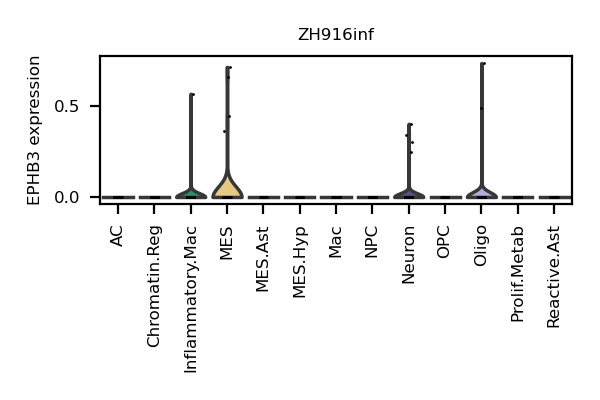 ZH916inf
EPHB3 expression
0.5
0.0
AC
Chromatin.Reg
Inflammatory.Mac
MES
MES.Ast
MES.Hyp
Mac
NPC
Neuron
OPC
Oligo
Prolif.Metab
Reactive.Ast